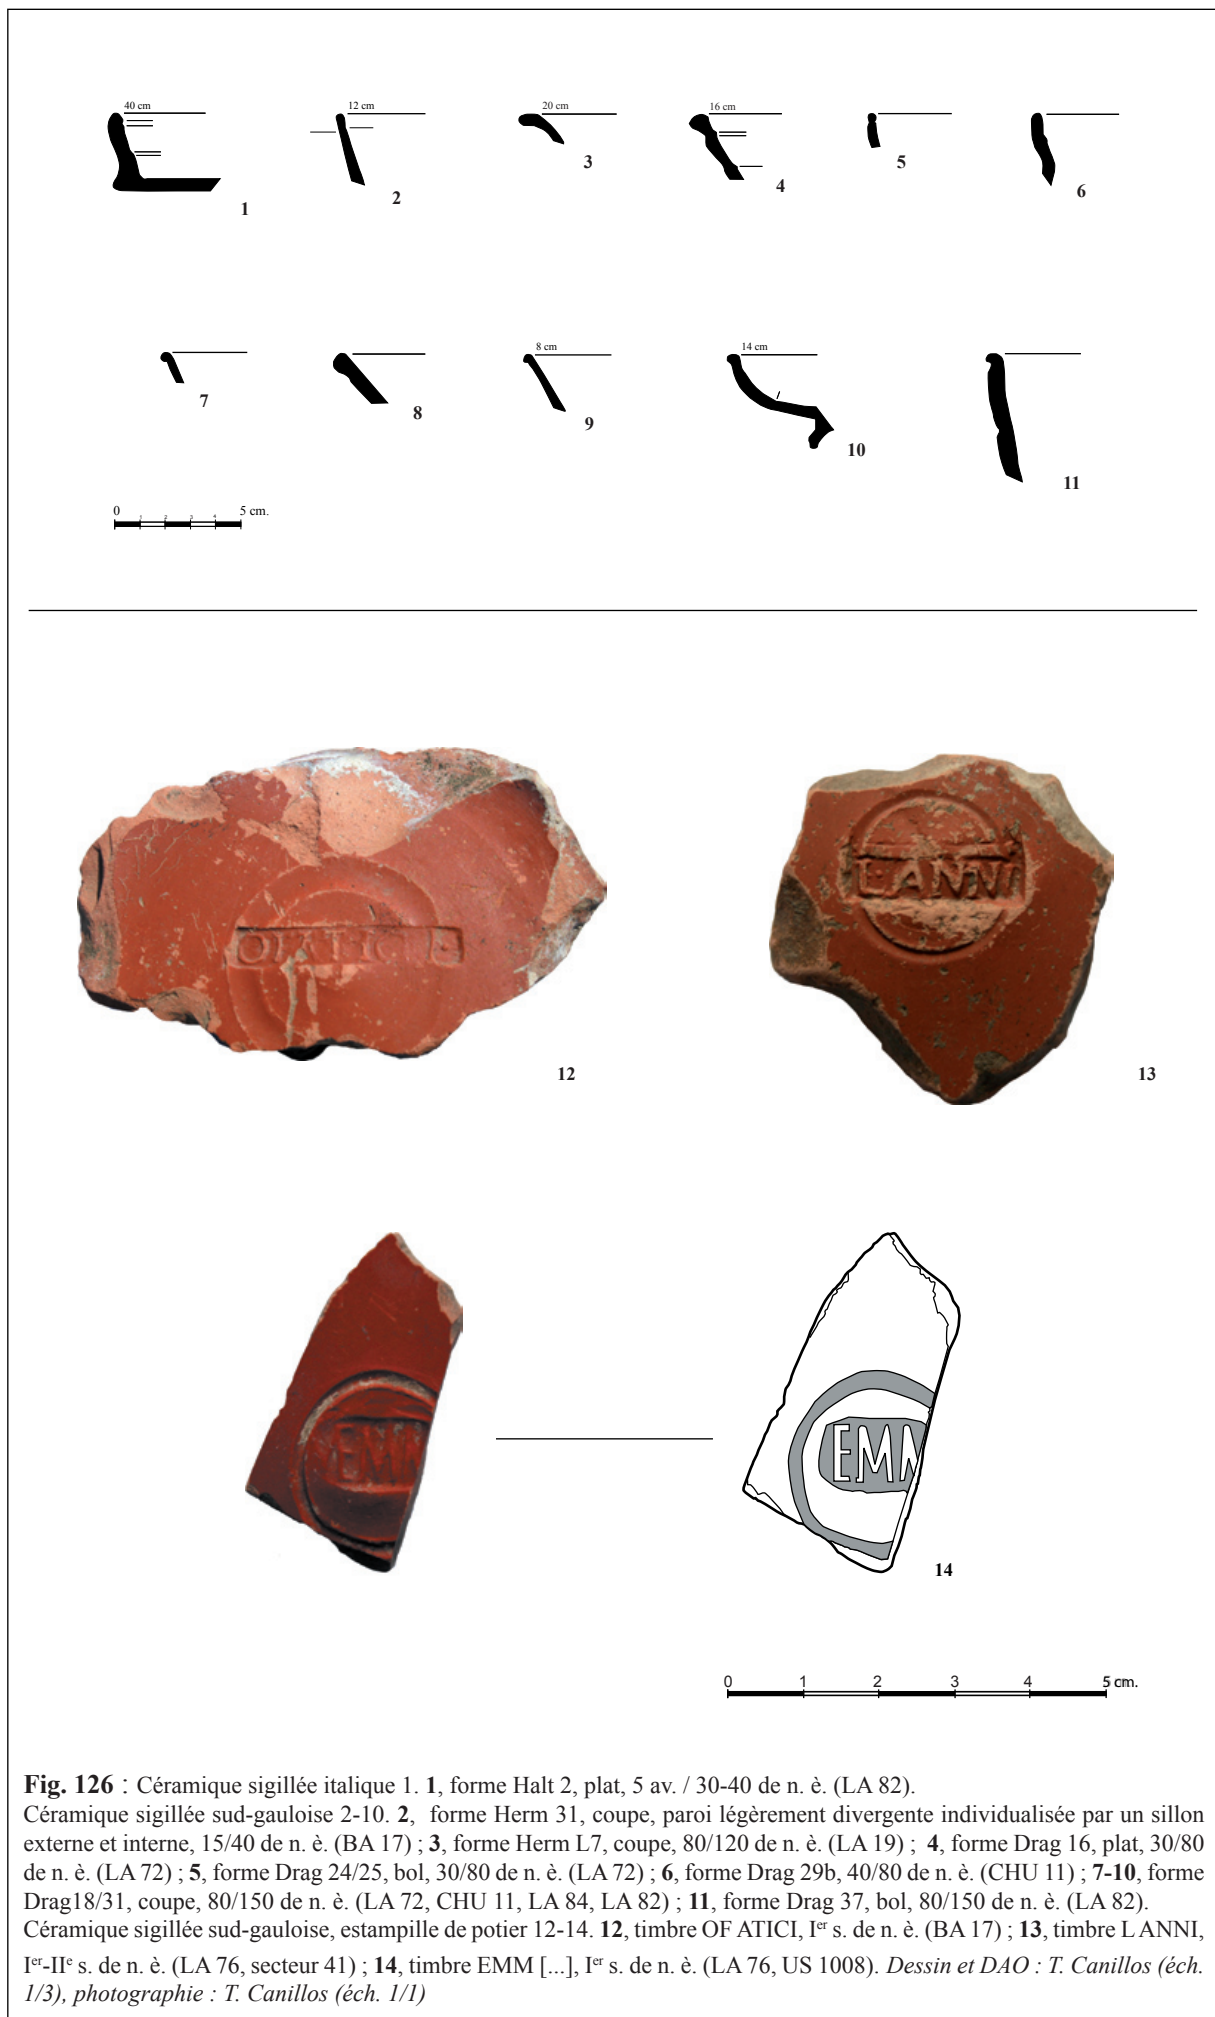 40 cm
12 cm
20 cm
16 cm
1
2
3
4
5
6
8 cm
14 cm
7
8
9
10
11
0 1 2 3 4 5 cm.
L ANNI
12
13
EMM
EMM
14
0 1 2 3 4 5 cm.
Fig. 126 : Céramique sigillée italique 1. 1, forme Halt 2, plat, 5 av. / 30-40 de n. è. (LA 82).
Céramique sigillée sud-gauloise 2-10. 2, forme Herm 31, coupe, paroi légèrement divergente individualisée par un sillon
externe et interne, 15/40 de n. è. (BA 17) ; 3, forme Herm L7, coupe, 80/120 de n. è. (LA 19) ; 4, forme Drag 16, plat, 30/80
de n. è. (LA 72) ; 5, forme Drag 24/25, bol, 30/80 de n. è. (LA 72) ; 6, forme Drag 29b, 40/80 de n. è. (CHU 11) ; 7-10, forme
Drag18/31, coupe, 80/150 de n. è. (LA 72, CHU 11, LA 84, LA 82) ; 11, forme Drag 37, bol, 80/150 de n. è. (LA 82).
Céramique sigillée sud-gauloise, estampille de potier 12-14. 12, timbre OF ATICI, Ier s. de n. è. (BA 17) ; 13, timbre L ANNI,
Ier-IIe s. de n. è. (LA 76, secteur 41) ; 14, timbre EMM [...], Ier s. de n. è. (LA 76, US 1008). Dessin et DAO : T. Canillos (éch.
1/3), photographie : T. Canillos (éch. 1/1)